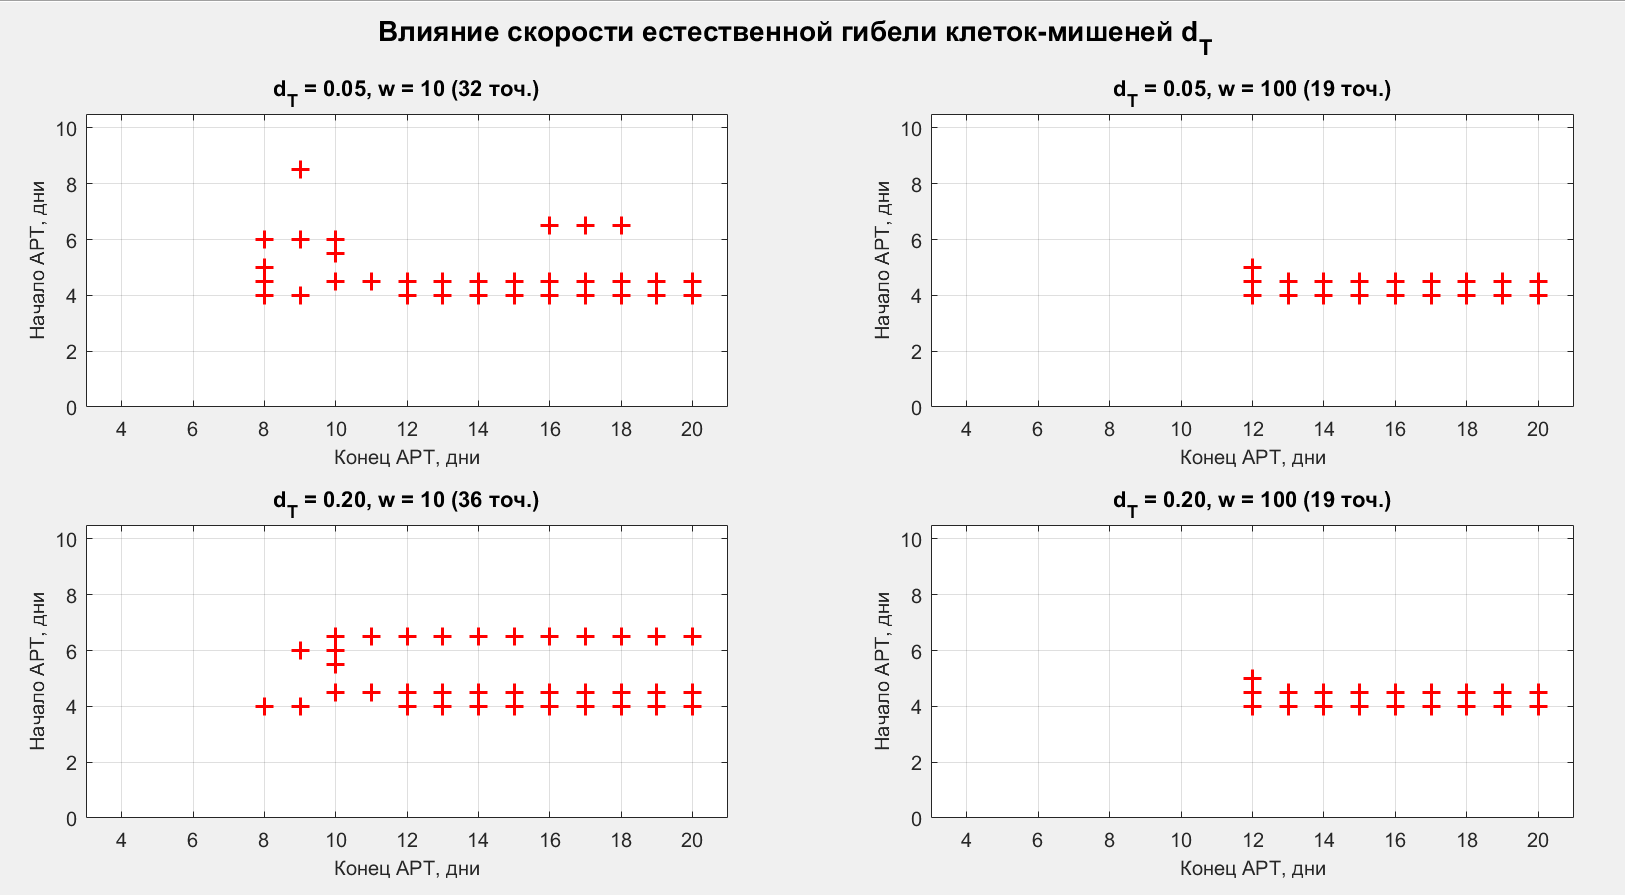 Влияние скорости естественной гибели клеток-мишеней d_T
d_T = 0.05, w = 10 (32 точ.)
10
8
6
4
2
0
Начало АРТ, дни
4 6 8 10 12 14 16 18 20
Конец АРТ, дни
d_T = 0.05, w = 100 (19 точ.)
10
8
6
4
2
0
Начало АРТ, дни
4 6 8 10 12 14 16 18 20
Конец АРТ, дни
d_T = 0.20, w = 10 (36 точ.)
10
8
6
4
2
0
Начало АРТ, дни
4 6 8 10 12 14 16 18 20
Конец АРТ, дни
d_T = 0.20, w = 100 (19 точ.)
10
8
6
4
2
0
Начало АРТ, дни
4 6 8 10 12 14 16 18 20
Конец АРТ, дни